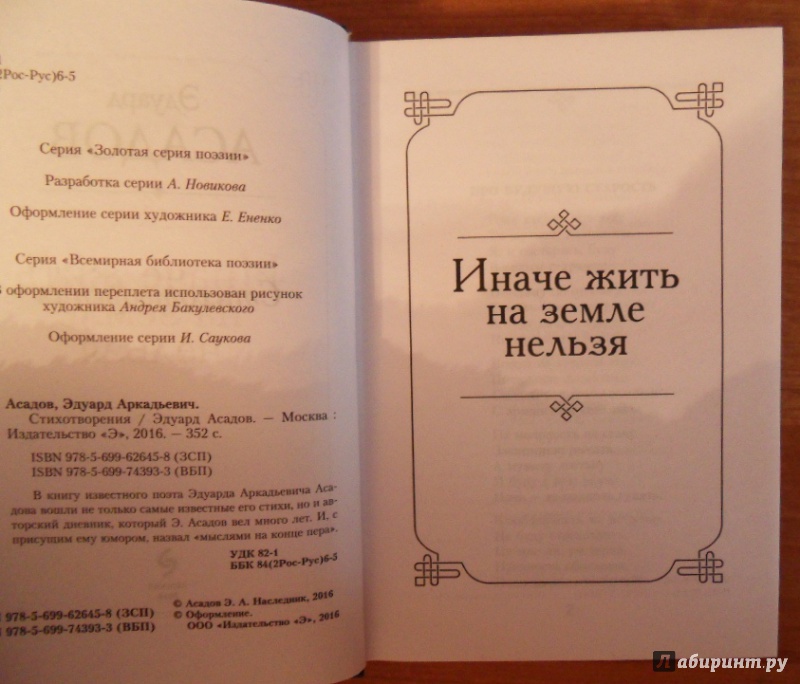 2Рос-Рус)6-5
Серия «Золотая серия поэзии»
Разработка серии А. Новикова
Оформление серии художника Е. Ененко
Серия «Всемирная библиотека поэзии»
оформлении переплета использован рисунок
художника Андрея Бакулевского
Оформление серии И. Саукова
Асадов, Эдуард Аркадьевич.
Стихотворения / Эдуард Асадов. — Москва :
Издательство «Э», 2016. — 352 с.
ISBN 978-5-699-62645-8 (ЗСП)
ISBN 978-5-699-74393-3 (ВБП)
В книгу известного поэта Эдуарда Аркадьевича Аса-
дова вошли не только самые известные его стихи, но и ав-
торский дневник, который Э. Асадов вел много лет. И, с
присущим ему юмором, назвал «мыслями на конце пера».
УДК 82-1
ББК 84(2Рос-Рус)6-5
© Асадов Э. А. Наследник, 2016
978-5-699-62645-8 (ЗСП)
© Оформление.
978-5-699-74393-3 (ВБП)
ООО «Издательство «Э», 2016
Эдуард
АСАДОВ
Иначе жить
на земле
нельзя
Лабиринт.ру